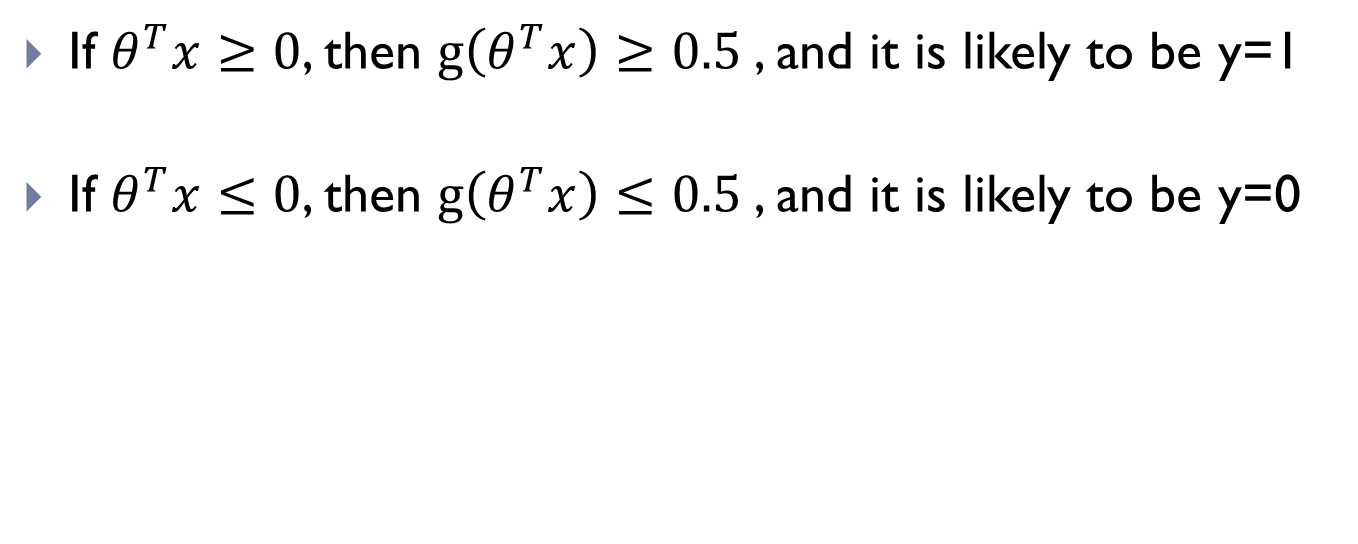 If θᵀx ≥ 0, then g(θᵀx) ≥ 0.5 , and it is likely to be y=1
If θᵀx ≤ 0, then g(θᵀx) ≤ 0.5 , and it is likely to be y=0